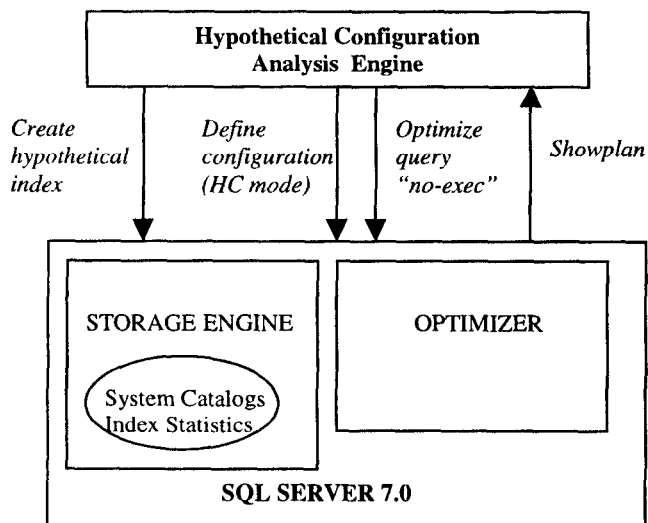 Hypothetical Configuration
Analysis Engine
Create
hypothetical
index
Define
configuration
(HC mode)
Optimize
query
“no-exec”
Showplan
STORAGE ENGINE
System Catalogs
Index Statistics
OPTIMIZER
SQL SERVER 7.0